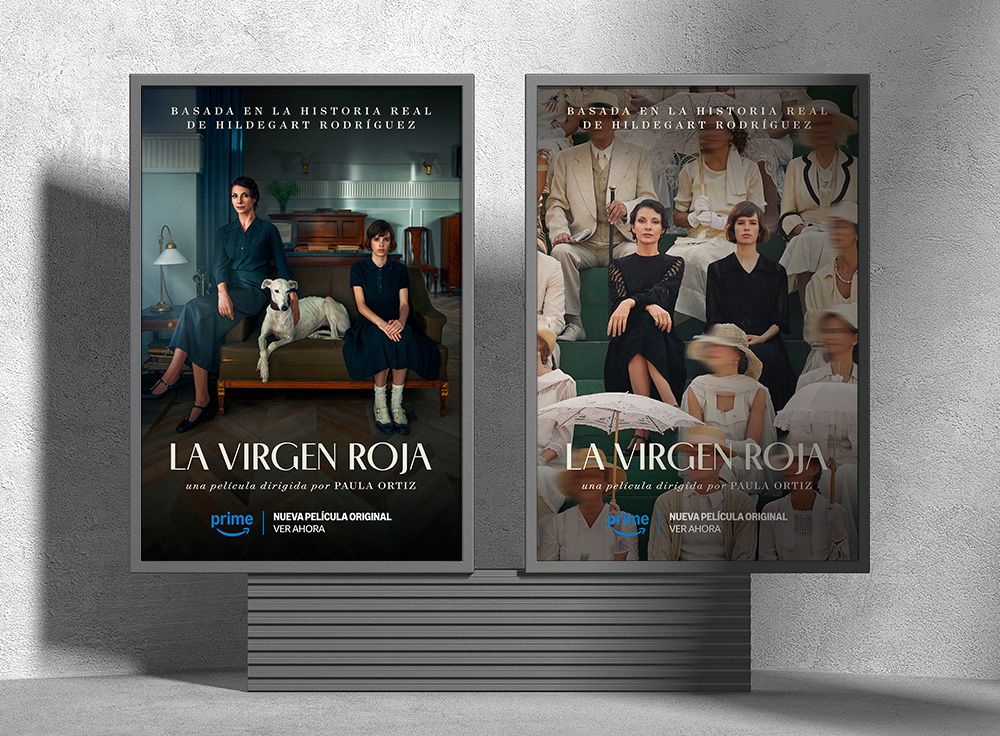 BASADA EN LA HISTORIA REAL
DE HILDEGART RODRÍGUEZ
LA VIRGEN ROJA
una película dirigida por PAULA ORTIZ
prime
NUEVA PELÍCULA ORIGINAL
VER AHORA
BASADA EN LA HISTORIA REAL
DE HILDEGART RODRÍGUEZ
LA VIRGEN ROJA
una película dirigida por PAULA ORTIZ
prime
NUEVA PELÍCULA ORIGINAL
VER AHORA